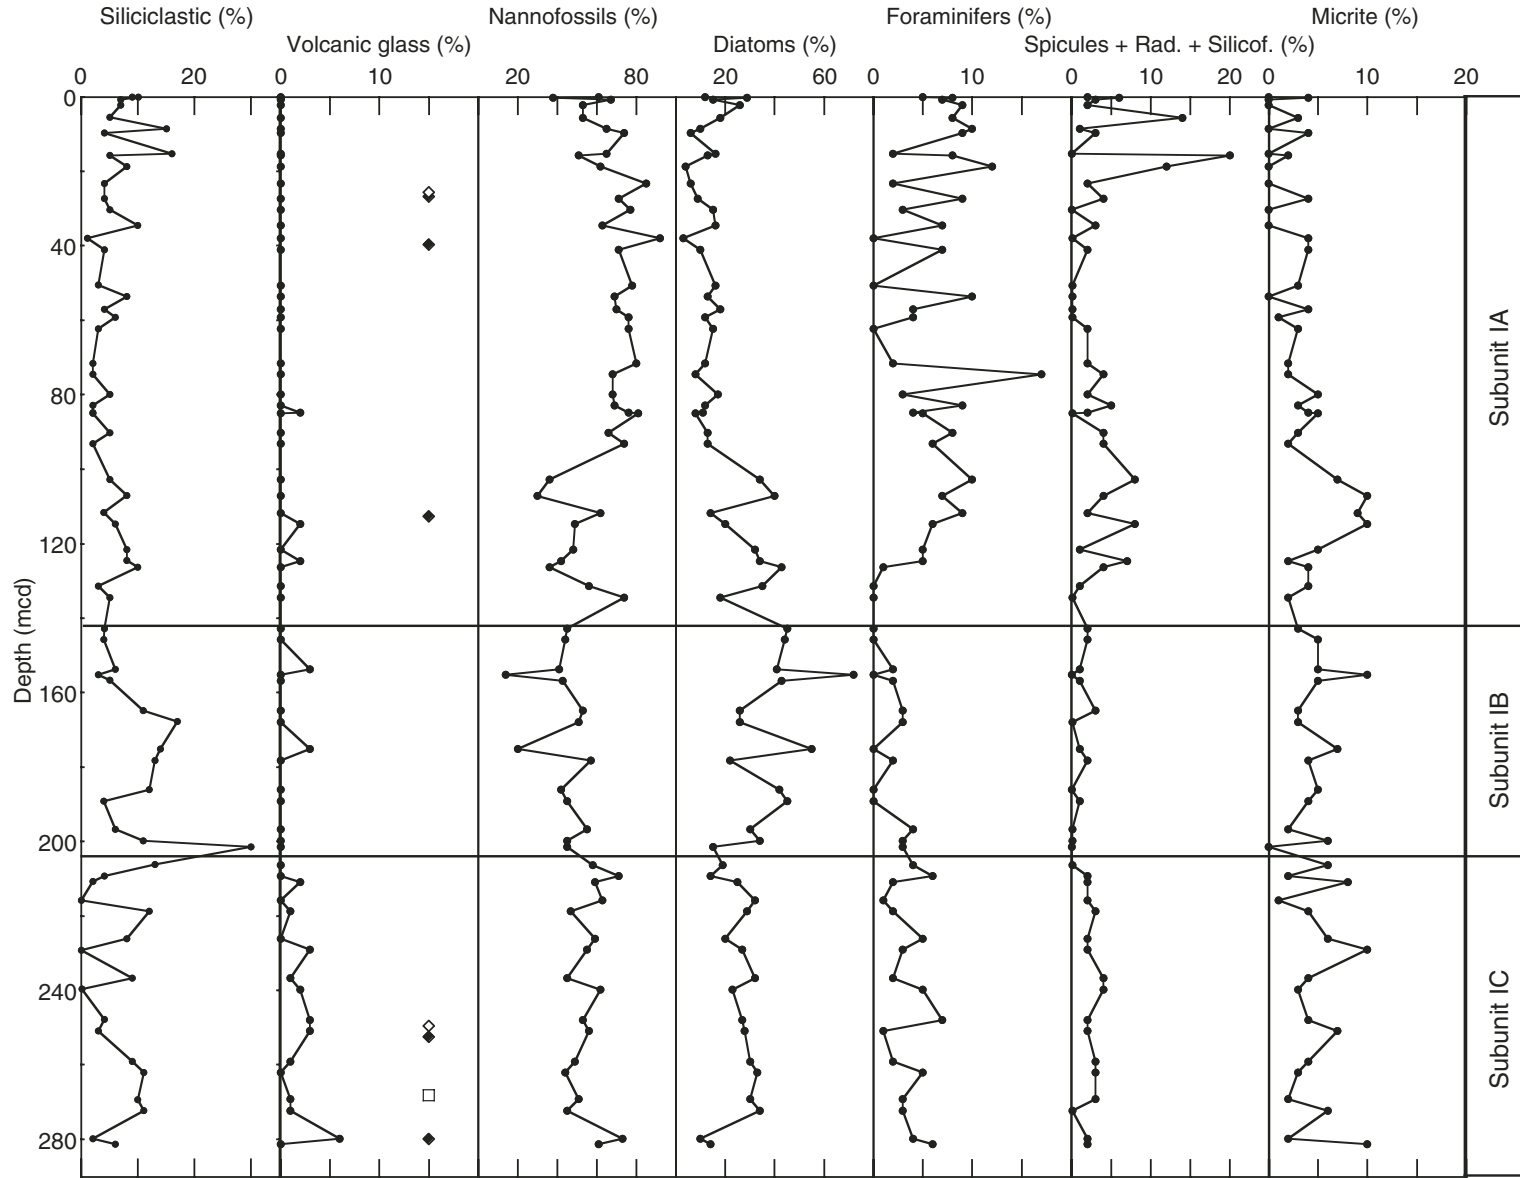 Siliciclastic (%) Nannofossils (%) Foraminifers (%) Micrite (%)
Volcanic glass (%) Diatoms (%) Spicules + Rad. + Silicof. (%)
0 20 0 10 20 80 20 60 0 10 0 10 20 0 10 20
0
40
80
120
160
200
240
280
Depth (mcd)
Subunit IA
Subunit IB
Subunit IC